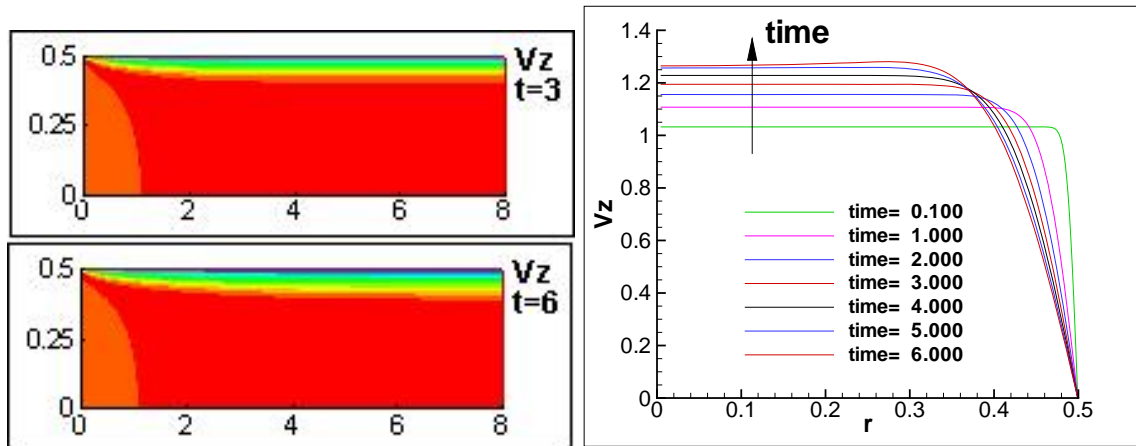 0.5
Vz
t=3
0.25
0
0 2 4 6 8
0.5
Vz
t=6
0.25
0
0 2 4 6 8
time
1.4
1.2
1
0.8
0.6
0.4
0.2
0
Vz
time= 0.100
time= 1.000
time= 2.000
time= 3.000
time= 4.000
time= 5.000
time= 6.000
0 0.1 0.2 0.3 0.4 0.5
r